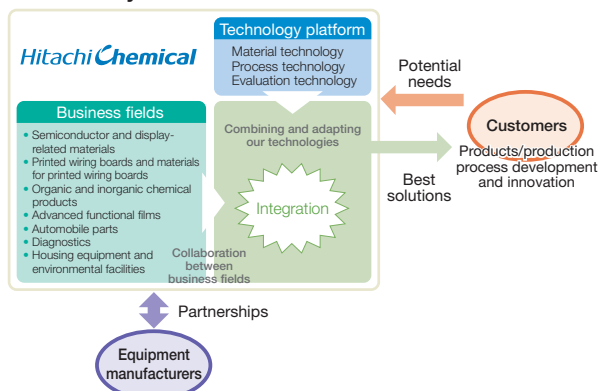 Hitachi Chemical
Technology platform
Material technology
Process technology
Evaluation technology
Business fields
• Semiconductor and display-
related materials
• Printed wiring boards and materials
for printed wiring boards
• Organic and inorganic chemical
products
• Advanced functional films
• Automobile parts
• Diagnostics
• Housing equipment and
environmental facilities
Combining and adapting
our technologies
Integration
Collaboration
between
business fields
Potential
needs
Customers
Products/production
process development
and innovation
Best
solutions
Partnerships
Equipment
manufacturers